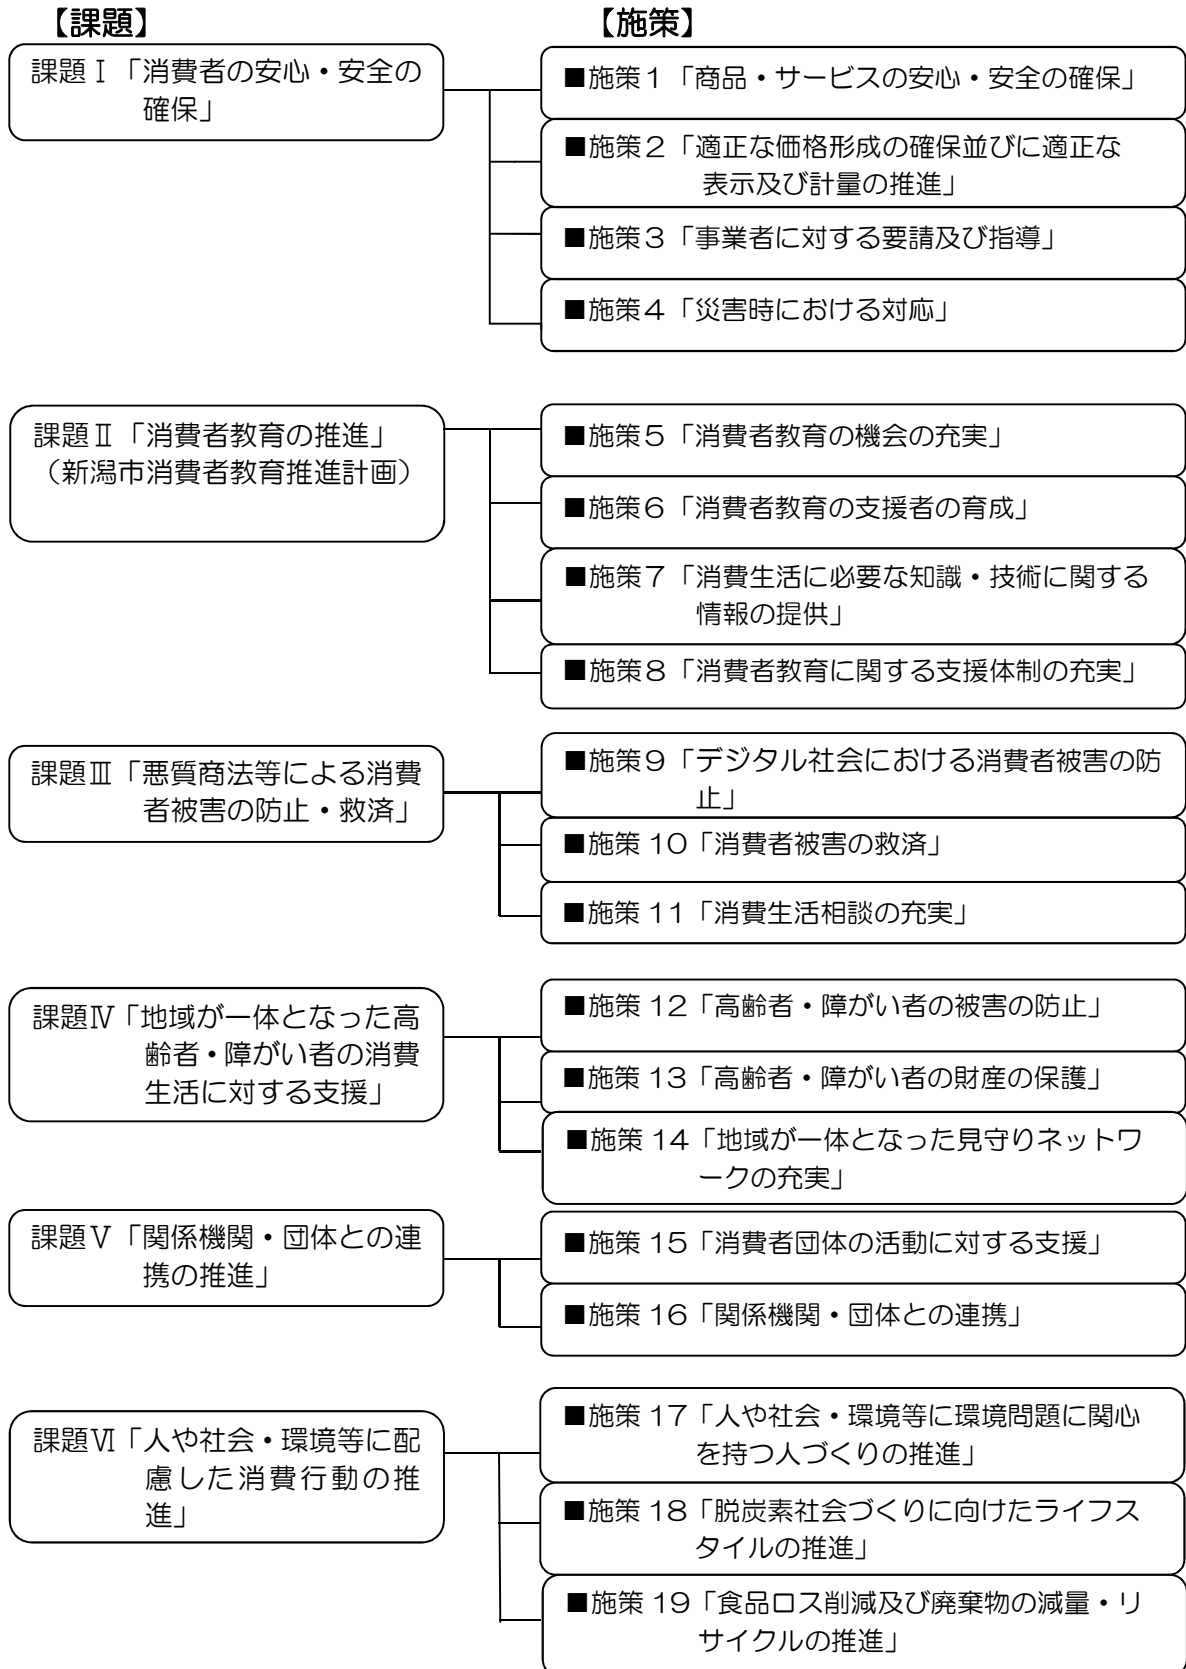 【課題】
【施策】
課題Ⅰ「消費者の安心・安全の
確保」
■施策１「商品・サービスの安心・安全の確保」
■施策２「適正な価格形成の確保並びに適正な
表示及び計量の推進」
■施策３「事業者に対する要請及び指導」
■施策４「災害時における対応」
課題Ⅱ「消費者教育の推進」
（新潟市消費者教育推進計画）
■施策５「消費者教育の機会の充実」
■施策６「消費者教育の支援者の育成」
■施策７「消費生活に必要な知識・技術に関する
情報の提供」
■施策８「消費者教育に関する支援体制の充実」
課題Ⅲ「悪質商法等による消費
者被害の防止・救済」
■施策９「デジタル社会における消費者被害の防
止」
■施策 10「消費者被害の救済」
■施策 11「消費生活相談の充実」
課題Ⅳ「地域が一体となった高
齢者・障がい者の消費
生活に対する支援」
■施策 12「高齢者・障がい者の被害の防止」
■施策 13「高齢者・障がい者の財産の保護」
■施策 14「地域が一体となった見守りネットワ
ークの充実」
課題Ⅴ「関係機関・団体との連
携の推進」
■施策 15「消費者団体の活動に対する支援」
■施策 16「関係機関・団体との連携」
課題Ⅵ「人や社会・環境等に配
慮した消費行動の推
進」
■施策 17「人や社会・環境等に環境問題に関心
を持つ人づくりの推進」
■施策 18「脱炭素社会づくりに向けたライフス
タイルの推進」
■施策 19「食品ロス削減及び廃棄物の減量・リ
サイクルの推進」